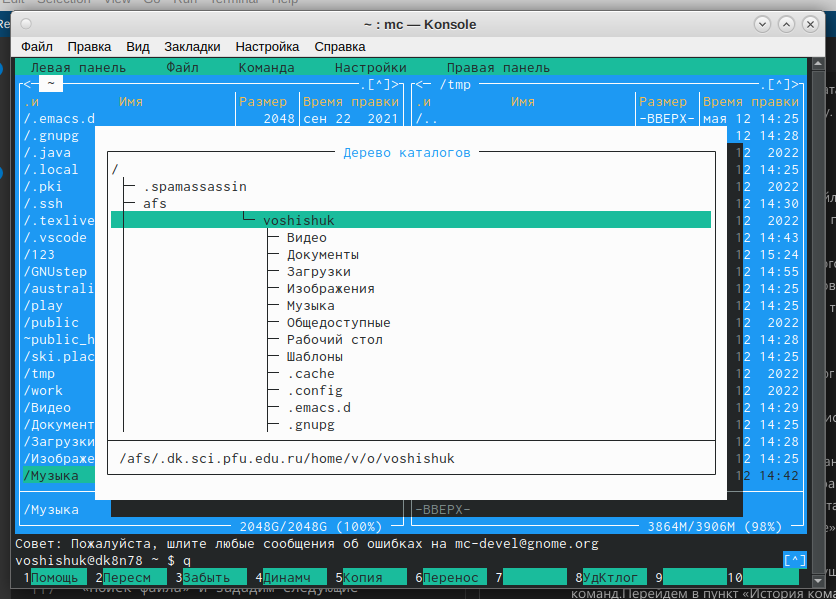 Edit Selection View Go Run Terminal Help
~ : mc — Konsole
Файл Правка Вид Закладки Настройка Справка
Левая панель Файл Команда Настройки Правая панель
<─ ~ .[^]> <─ /tmp .[^]>
.и Имя Размер Время правки .и Имя Размер Время правки
/.emacs.d 2048 сен 22 2021 /.. -ВВЕРХ- мая 12 14:25
/.gnupg 12 14:28
/.java 12 2022
/.local 12 14:25
/.pki 12 2022
/.ssh 12 14:30
/.texlive 12 2022
/.vscode 12 14:43
/123 12 15:24
/GNUstep 12 14:55
/australi 12 14:25
/play 12 14:25
/public 12 2022
~public_h 12 14:28
/ski.plac 12 14:25
/tmp 12 2022
/work 12 2022
/Видео 12 14:29
/Документ 12 14:25
/Загрузки 12 14:28
/Изображе 12 14:25
/Музыка 12 14:42
Дерево каталогов
/
├─ .spamassassin
├─ afs
└─ voshishuk
├─ Видео
├─ Документы
├─ Загрузки
├─ Изображения
├─ Музыка
├─ Общедоступные
├─ Рабочий стол
├─ Шаблоны
├─ .cache
├─ .config
├─ .emacs.d
├─ .gnupg
/afs/.dk.sci.pfu.edu.ru/home/v/o/voshishuk
/Музыка -ВВЕРХ-
2048G/2048G (100%) 3864M/3906M (98%)
Совет: Пожалуйста, шлите любые сообщения об ошибках на mc-devel@gnome.org
voshishuk@dk8n78 ~ $ q [^]
1Помощь 2Пересм 3Забыть 4Динамч 5Копия 6Перенос 7 8УдКтлог 9 10
«Поиск файла» и зададим следующие
команд.Перейдем в пункт «История кома